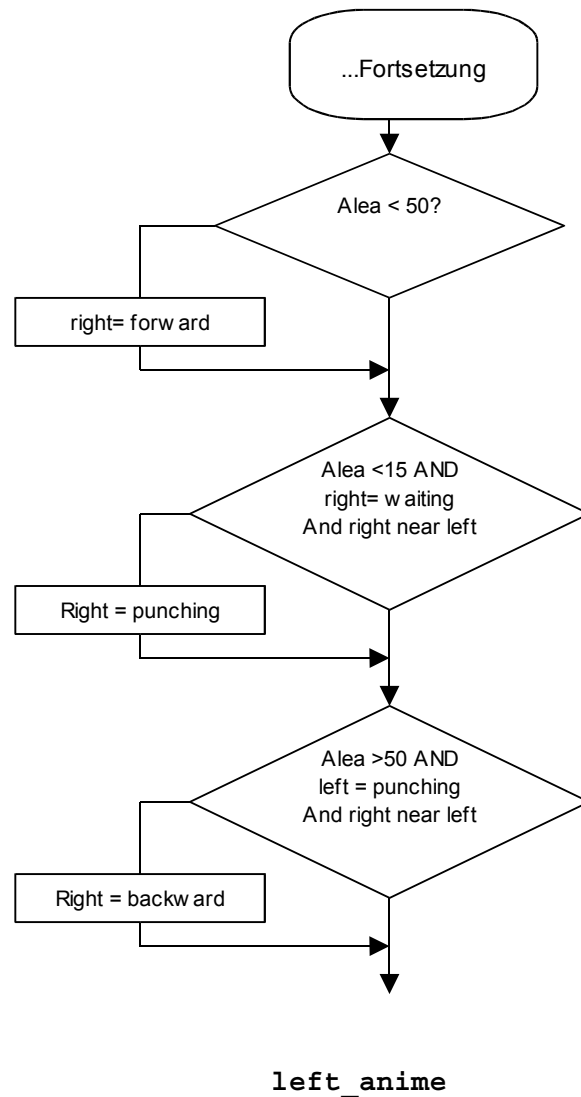 ...Fortsetzung
Alea < 50?
right= forw ard
Alea <15 AND
right= w aiting
And right near left
Right = punching
Alea >50 AND
left = punching
And right near left
Right = backw ard
left_anime